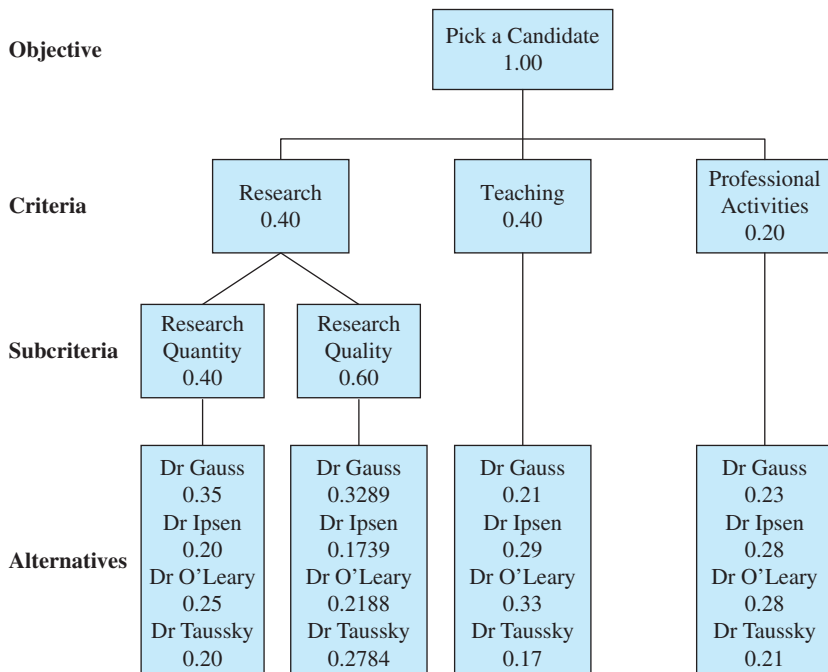 Objective
Pick a Candidate
1.00
Criteria
Research
0.40
Teaching
0.40
Professional
Activities
0.20
Subcriteria
Research
Quantity
0.40
Research
Quality
0.60
Alternatives
Dr Gauss
0.35
Dr Ipsen
0.20
Dr O’Leary
0.25
Dr Taussky
0.20
Dr Gauss
0.3289
Dr Ipsen
0.1739
Dr O’Leary
0.2188
Dr Taussky
0.2784
Dr Gauss
0.21
Dr Ipsen
0.29
Dr O’Leary
0.33
Dr Taussky
0.17
Dr Gauss
0.23
Dr Ipsen
0.28
Dr O’Leary
0.28
Dr Taussky
0.21